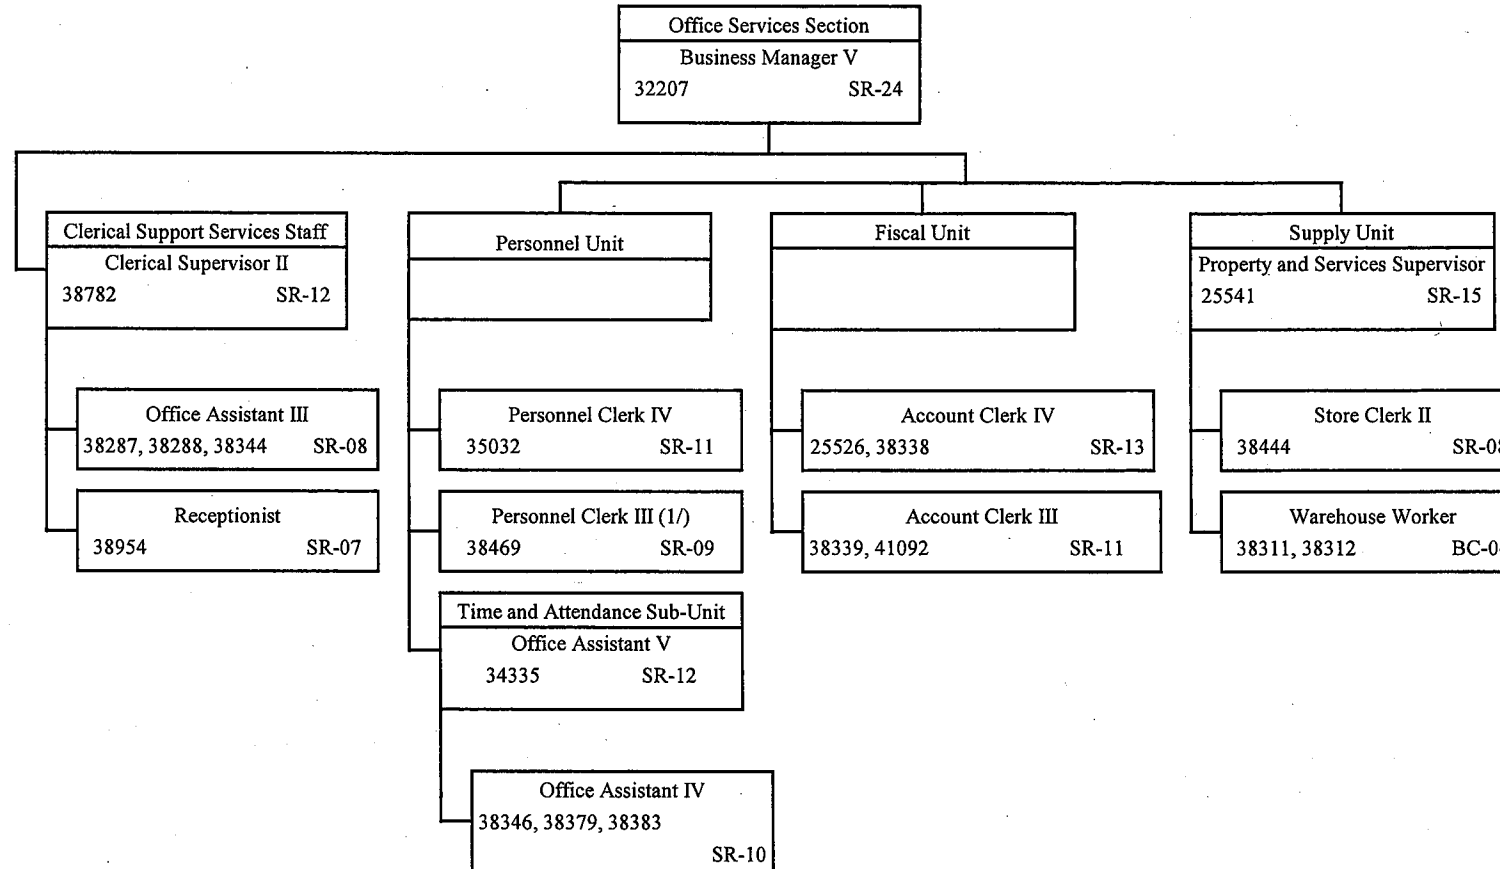 Office Services Section
Business Manager V
32207 SR-24
Clerical Support Services Staff
Clerical Supervisor II
38782 SR-12
Office Assistant III
38287, 38288, 38344 SR-08
Receptionist
38954 SR-07
Personnel Unit
Personnel Clerk IV
35032 SR-11
Personnel Clerk III (1/)
38469 SR-09
Time and Attendance Sub-Unit
Office Assistant V
34335 SR-12
Office Assistant IV
38346, 38379, 38383
SR-10
Fiscal Unit
Account Clerk IV
25526, 38338 SR-13
Account Clerk III
38339, 41092 SR-11
Supply Unit
Property and Services Supervisor
25541 SR-15
Store Clerk II
38444
Warehouse Worker
38311, 38312